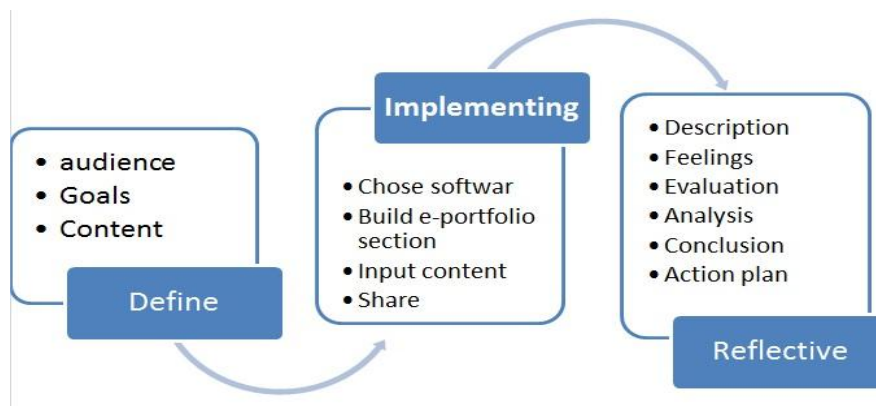 • audience
• Goals
• Content
Define
Implementing
• Chose softwar
• Build e-portfolio
section
• Input content
• Share
• Description
• Feelings
• Evaluation
• Analysis
• Conclusion
• Action plan
Reflective